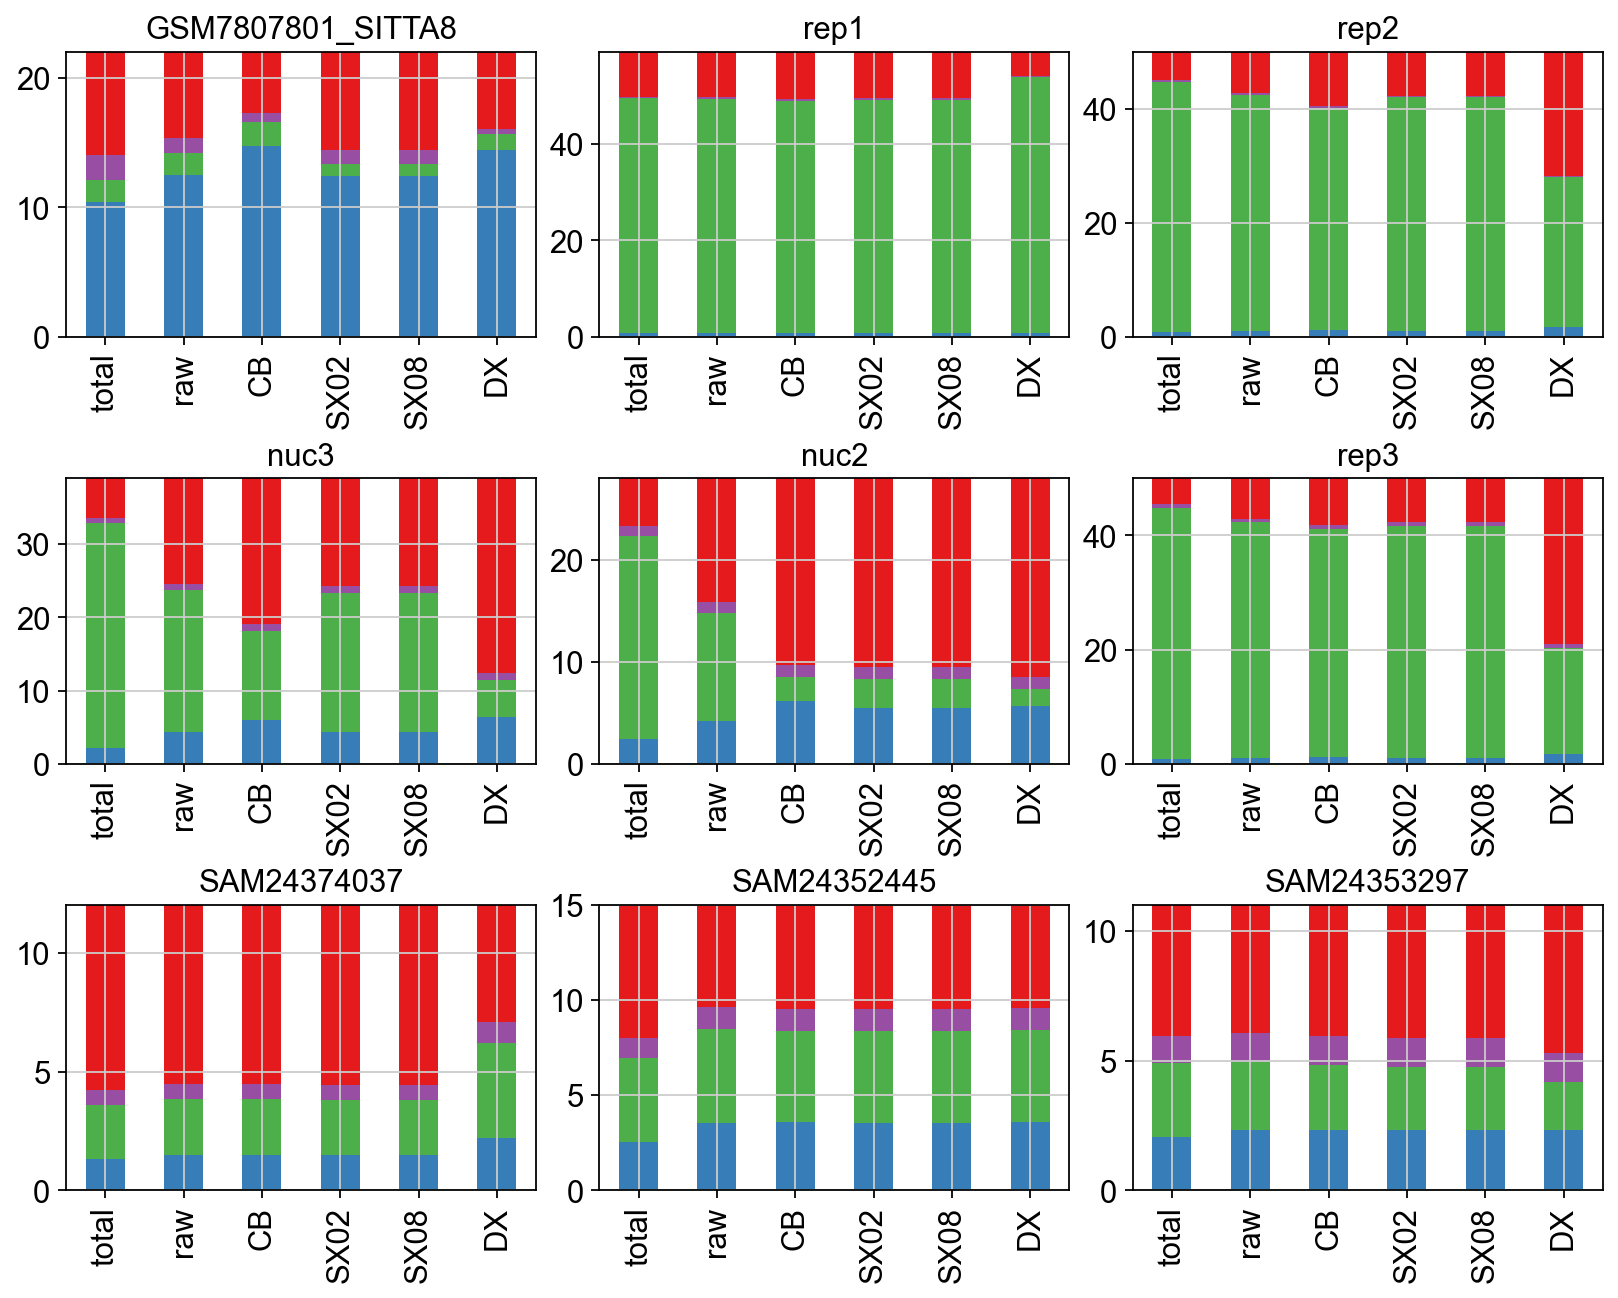 GSM7807801_SITTA8
rep1
rep2
20
10
0
40
20
0
40
20
0
total
raw
CB
SX02
SX08
DX
total
raw
CB
SX02
SX08
DX
total
raw
CB
SX02
SX08
DX
nuc3
nuc2
rep3
30
20
10
0
20
10
0
40
20
0
total
raw
CB
SX02
SX08
DX
total
raw
CB
SX02
SX08
DX
total
raw
CB
SX02
SX08
DX
SAM24374037
SAM24352445
SAM24353297
10
5
0
15
10
5
0
10
5
0
total
raw
CB
SX02
SX08
DX
total
raw
CB
SX02
SX08
DX
total
raw
CB
SX02
SX08
DX